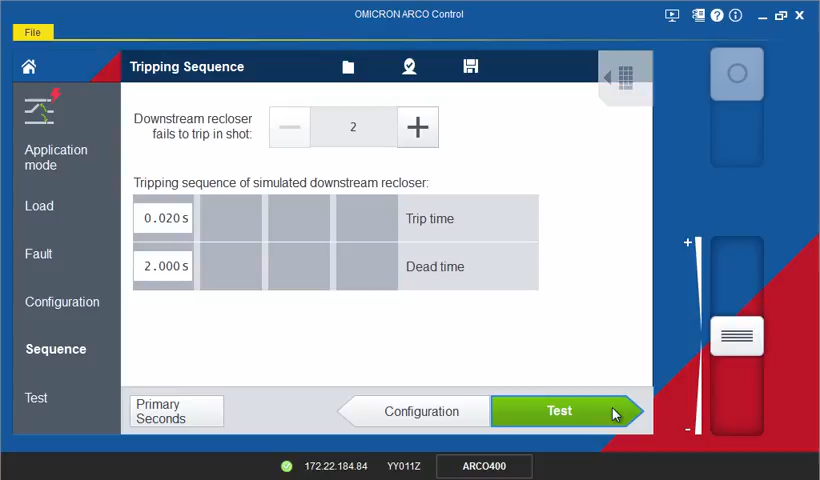 OMICRON ARCO Control
File
Tripping Sequence
Application
mode
Load
Fault
Configuration
Sequence
Test
Downstream recloser
fails to trip in shot:
2
Tripping sequence of simulated downstream recloser:
0.020 s
Trip time
2.000 s
Dead time
Primary
Seconds
Configuration
Test
+
-
172.22.184.84
YY011Z
ARCO400